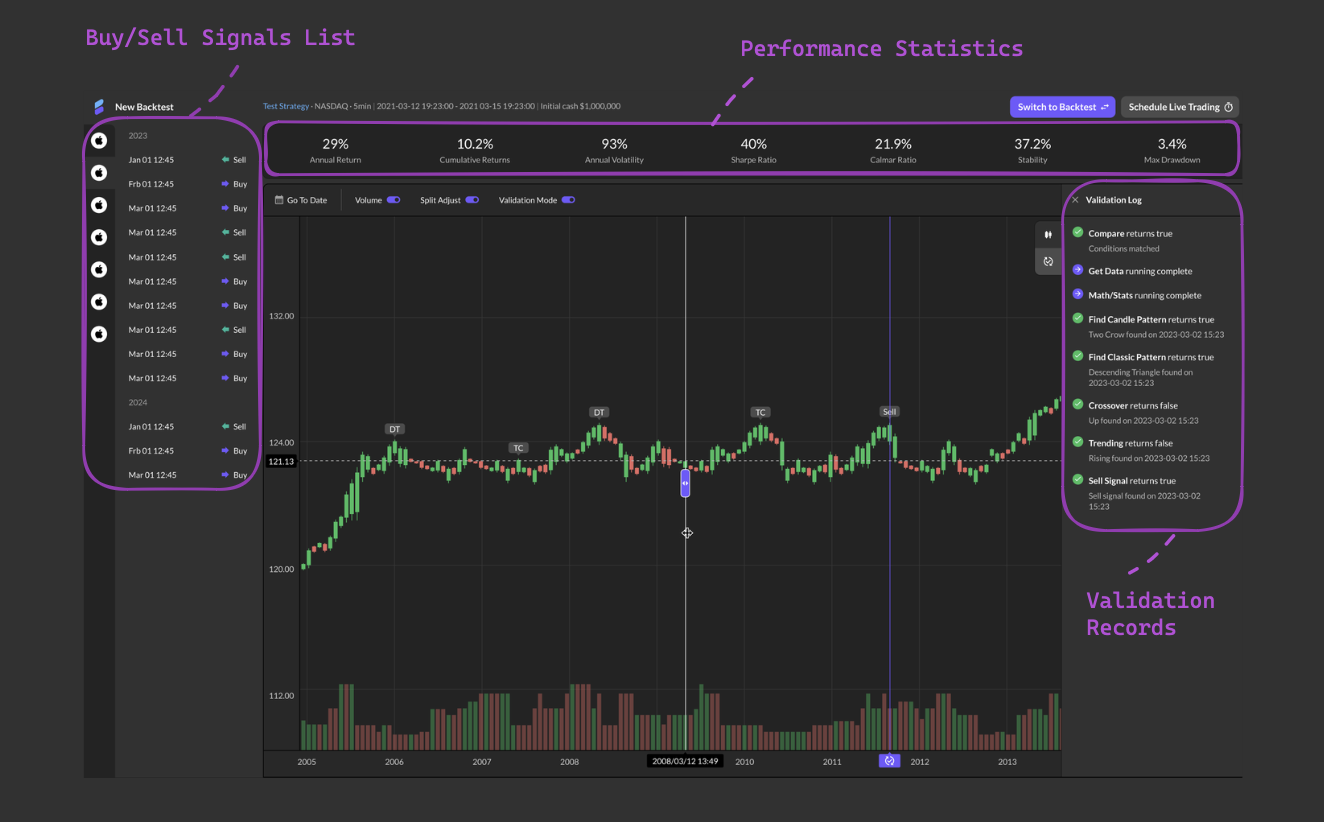 Buy/Sell Signals List
Performance Statistics
New Backtest
Test Strategy · NASDAQ · 5min | 2021-03-12 19:23:00 - 2021 03-15 19:23:00 | Initial cash $1,000,000
Switch to Backtest
Schedule Live Trading
2023
Jan 01 12:45 Sell
Frb 01 12:45 Buy
Mar 01 12:45 Buy
Mar 01 12:45 Sell
Mar 01 12:45 Sell
Mar 01 12:45 Buy
Mar 01 12:45 Buy
Mar 01 12:45 Sell
Mar 01 12:45 Buy
Mar 01 12:45 Buy
2024
Jan 01 12:45 Sell
Frb 01 12:45 Buy
Mar 01 12:45 Buy
29% 10.2% 93% 40% 21.9% 37.2% 3.4%
Annual Return Cumulative Returns Annual Volatility Sharpe Ratio Calmar Ratio Stability Max Drawdown
Go To Date Volume Split Adjust Validation Mode
132.00
124.00
121.13
120.00
112.00
DT
TC
DT
TC
Sell
2005 2006 2007 2008 2008/03/12 13:49 2010 2011 2012 2013
Validation Log
Compare returns true
Conditions matched
Get Data running complete
Math/Stats running complete
Find Candle Pattern returns true
Two Crow found on 2023-03-02 15:23
Find Classic Pattern returns true
Descending Triangle found on
2023-03-02 15:23
Crossover returns false
Up found on 2023-03-02 15:23
Trending returns false
Rising found on 2023-03-02 15:23
Sell Signal returns true
Sell signal found on 2023-03-02
15:23
Validation
Records